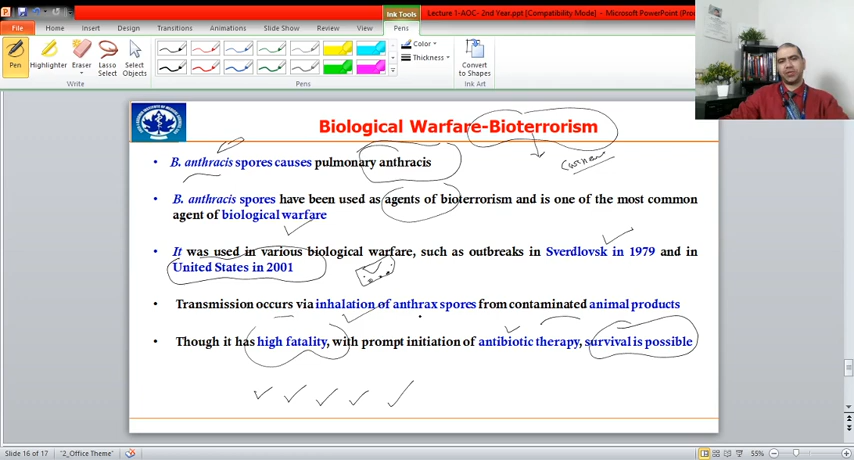 Ink Tools
Lecture 1-AOC- 2nd Year.ppt [Compatibility Mode] - Microsoft PowerPoint (Pro
File Home Insert Design Transitions Animations Slide Show Review View Pens
Pen Highlighter Eraser Lasso Select Select Objects
Color
Thickness
Convert to Shapes
Write Pens Ink Art
Biological Warfare-Bioterrorism
• B. anthracis spores causes pulmonary anthracis
• B. anthracis spores have been used as agents of bioterrorism and is one of the most common
agent of biological warfare
• It was used in various biological warfare, such as outbreaks in Sverdlovsk in 1979 and in
United States in 2001
• Transmission occurs via inhalation of anthrax spores from contaminated animal products
• Though it has high fatality, with prompt initiation of antibiotic therapy, survival is possible
Slide 16 of 17 "2_Office Theme" 55%